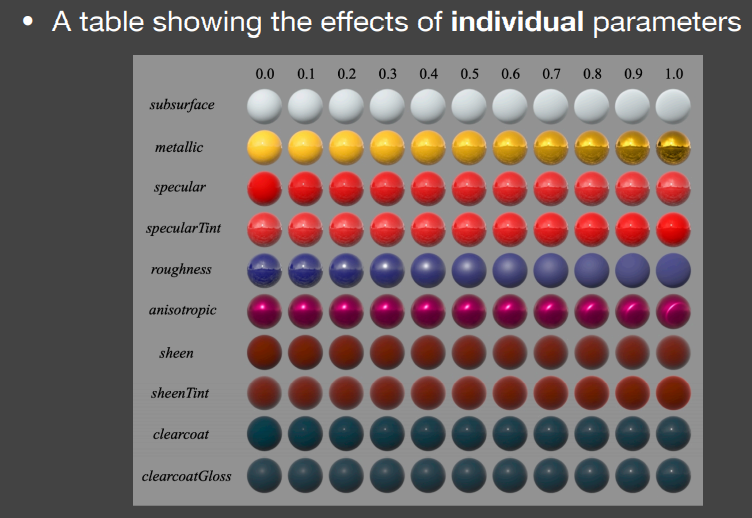 • A table showing the effects of individual parameters
0.0 0.1 0.2 0.3 0.4 0.5 0.6 0.7 0.8 0.9 1.0
subsurface
metallic
specular
specularTint
roughness
anisotropic
sheen
sheenTint
clearcoat
clearcoatGloss